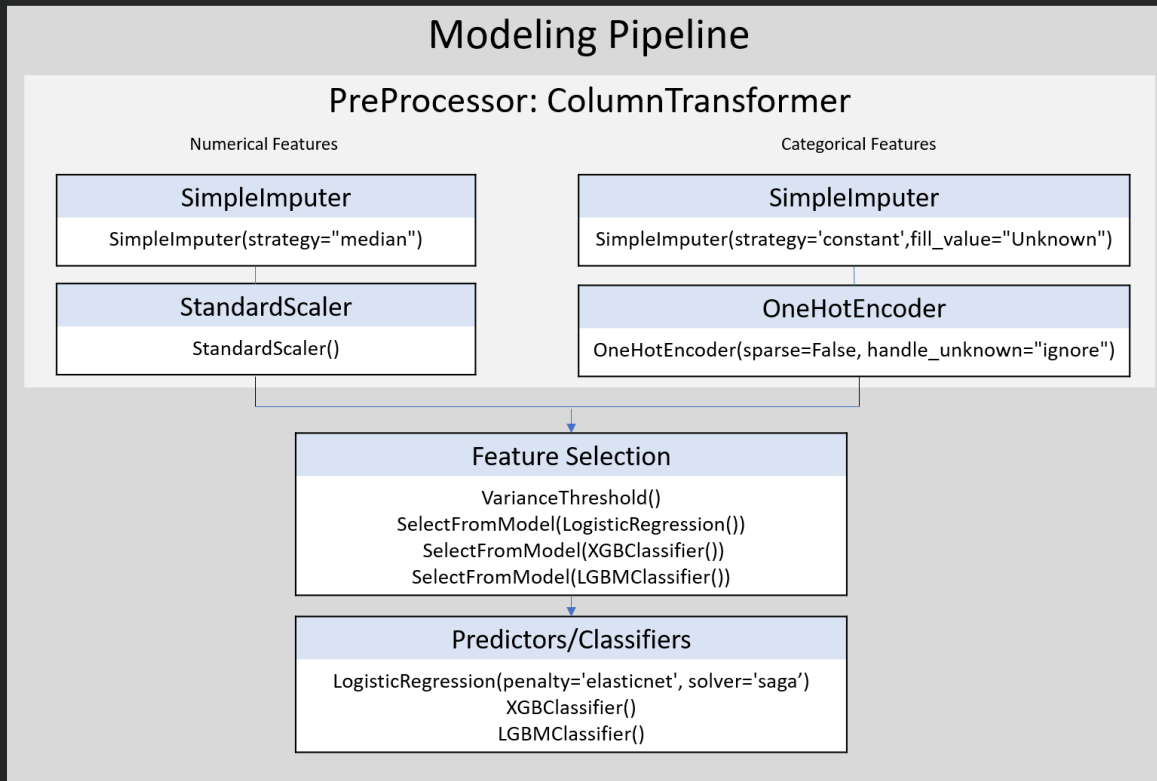 Modeling Pipeline
PreProcessor: ColumnTransformer
Numerical Features
SimpleImputer
SimpleImputer(strategy="median")
StandardScaler
StandardScaler()
Categorical Features
SimpleImputer
SimpleImputer(strategy='constant',fill_value="Unknown")
OneHotEncoder
OneHotEncoder(sparse=False, handle_unknown="ignore")
Feature Selection
VarianceThreshold()
SelectFromModel(LogisticRegression())
SelectFromModel(XGBClassifier())
SelectFromModel(LGBMClassifier())
Predictors/Classifiers
LogisticRegression(penalty='elasticnet', solver='saga’)
XGBClassifier()
LGBMClassifier()